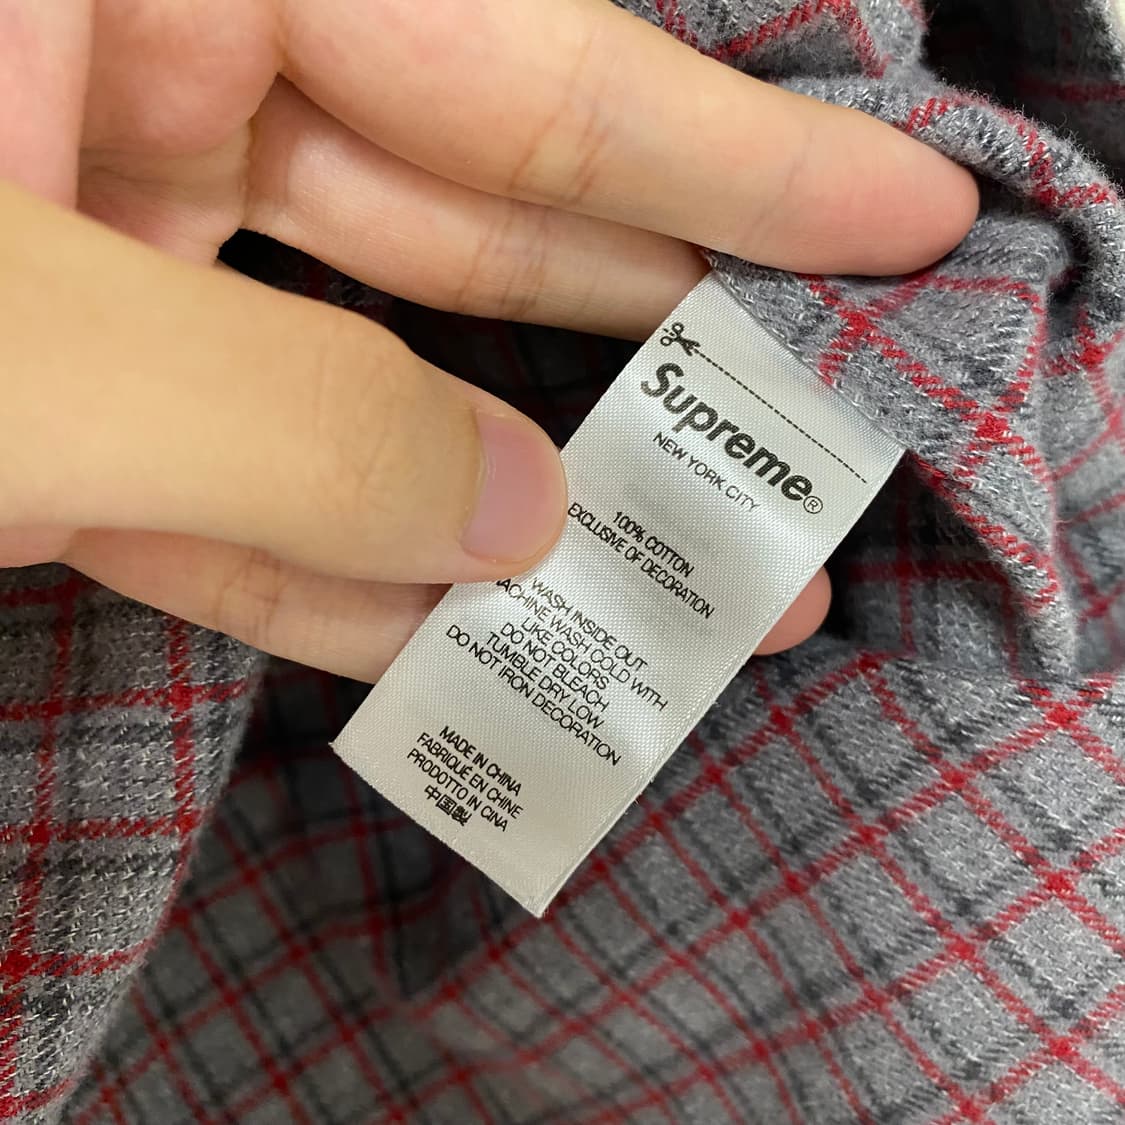 Supreme®
NEW YORK CITY
100% COTTON
EXCLUSIVE OF DECORATION
WASH INSIDE OUT
ACHINE WASH COLD WITH
LIKE COLORS
DO NOT BLEACH
TUMBLE DRY LOW
DO NOT IRON DECORATION
MADE IN CHINA
FABRIQUÉ EN CHINE
PRODOTTO IN CINA
中国製